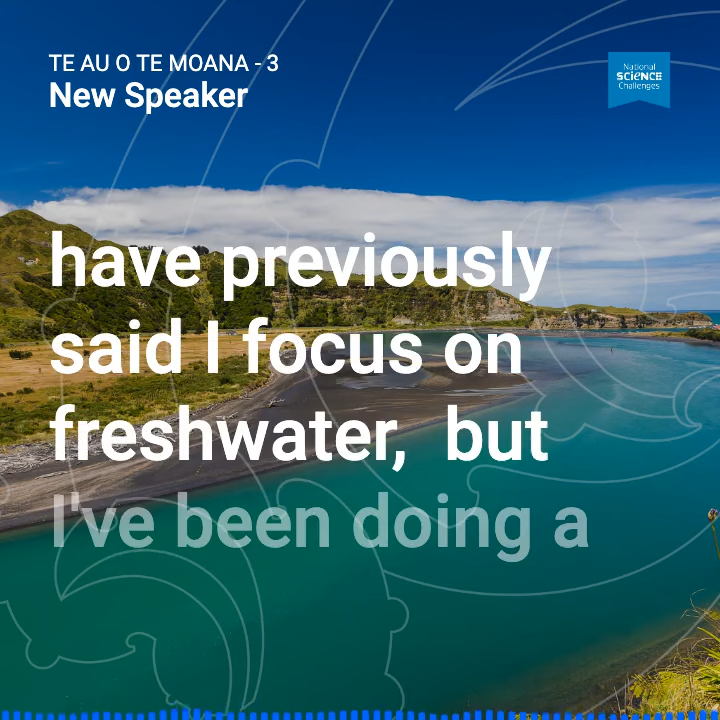 TE AU O TE MOANA - 3
New Speaker
National
SCIENCE
Challenges
have previously
said I focus on
freshwater,  but
I've been doing a